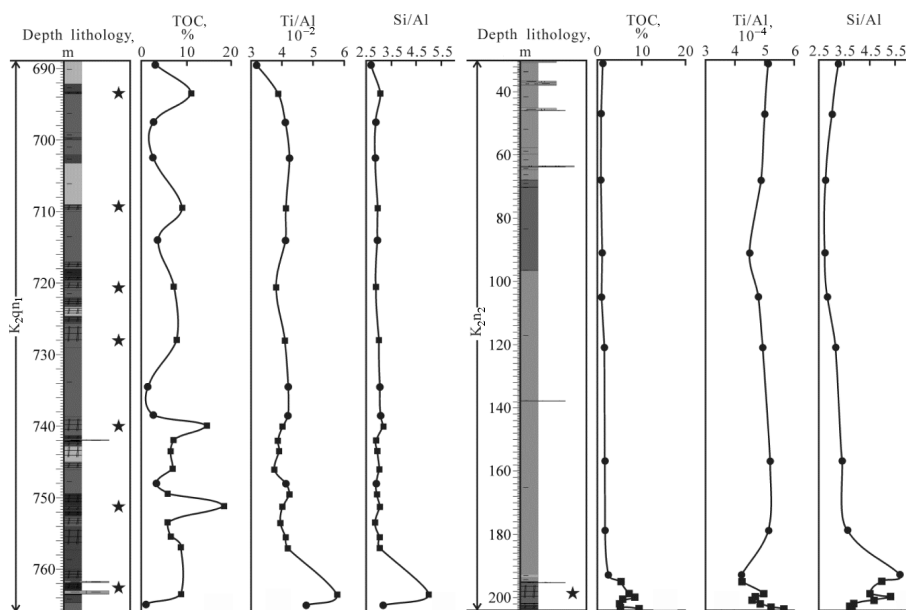 TOC, Ti/Al Si/Al
Depth lithology, % 10⁻²
m 0 10 20 3 4 5 6 2.5 3.5 4.5 5.5
690
700
710
720
730
740
750
760
K₂qn₁
TOC, Ti/Al, Si/Al
Depth lithology, % 10⁻⁴
m 0 10 20 3 4 5 6 2.5 3.5 4.5 5.5
40
60
80
100
120
140
160
180
200
K₂n₂